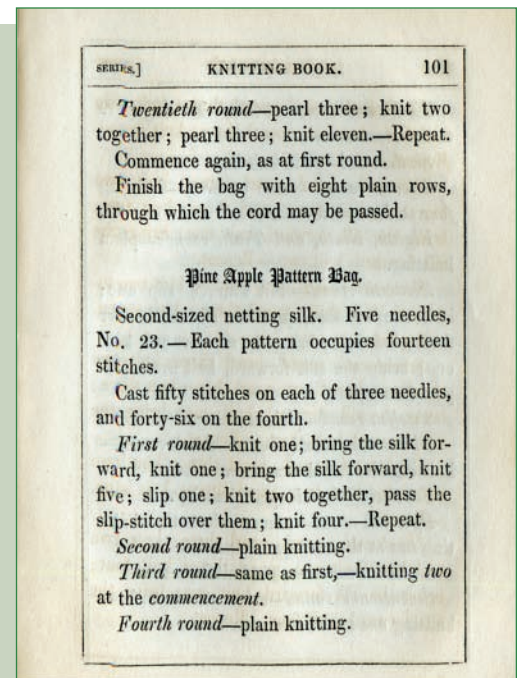 SERIES.] KNITTING BOOK. 101
Twentieth round—pearl three; knit two
together; pearl three; knit eleven.—Repeat.
Commence again, as at first round.
Finish the bag with eight plain rows,
through which the cord may be passed.
Pine Apple Pattern Bag.
Second-sized netting silk. Five needles,
No. 23.—Each pattern occupies fourteen
stitches.
Cast fifty stitches on each of three needles,
and forty-six on the fourth.
First round—knit one; bring the silk for-
ward, knit one; bring the silk forward, knit
five; slip one; knit two together, pass the
slip-stitch over them; knit four.—Repeat.
Second round—plain knitting.
Third round—same as first,—knitting two
at the commencement.
Fourth round—plain knitting.